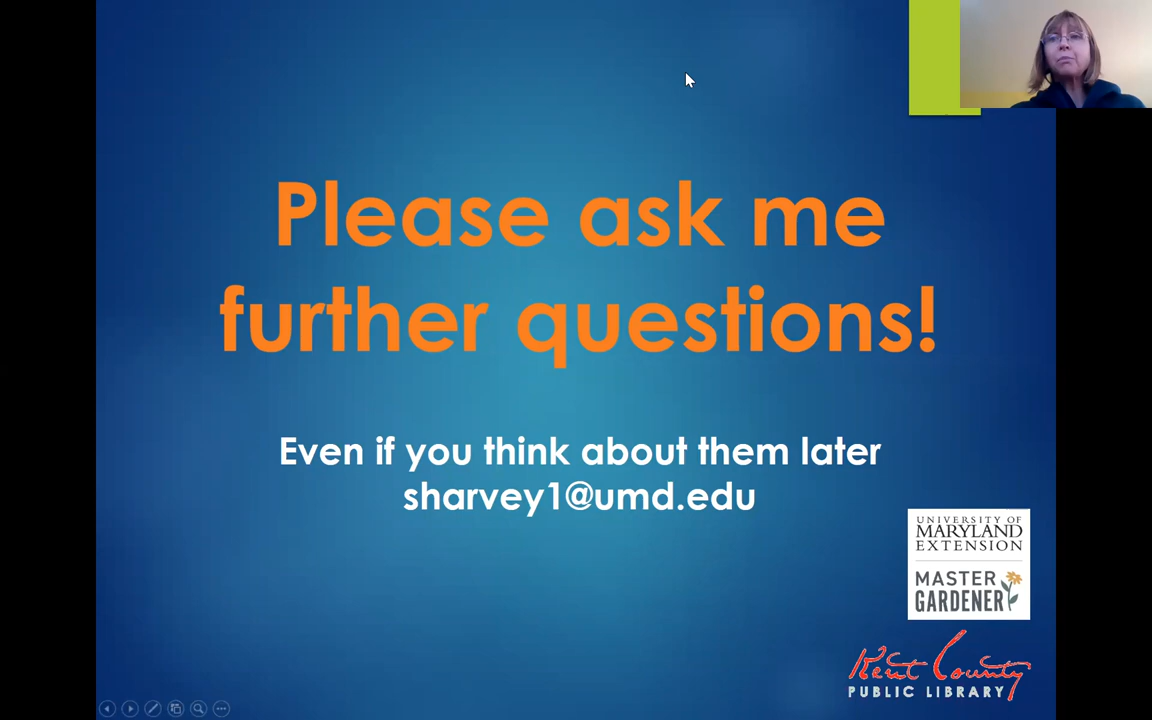 Please ask me
further questions!
Even if you think about them later
sharvey1@umd.edu
UNIVERSITY OF
MARYLAND
EXTENSION
MASTER
GARDENER
Kent County
PUBLIC LIBRARY